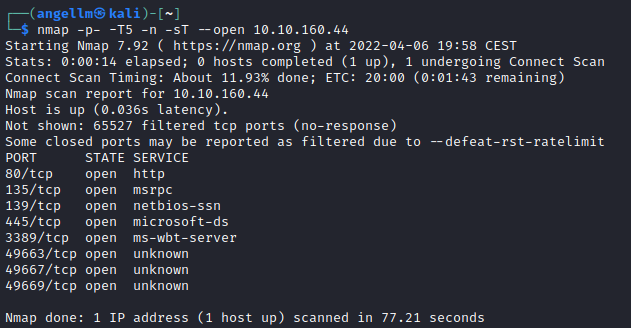 ┌──(angellm㉿kali)-[~]
└─$ nmap -p- -T5 -n -sT --open 10.10.160.44
Starting Nmap 7.92 ( https://nmap.org ) at 2022-04-06 19:58 CEST
Stats: 0:00:14 elapsed; 0 hosts completed (1 up), 1 undergoing Connect Scan
Connect Scan Timing: About 11.93% done; ETC: 20:00 (0:01:43 remaining)
Nmap scan report for 10.10.160.44
Host is up (0.036s latency).
Not shown: 65527 filtered tcp ports (no-response)
Some closed ports may be reported as filtered due to --defeat-rst-ratelimit
PORT      STATE SERVICE
80/tcp    open  http
135/tcp   open  msrpc
139/tcp   open  netbios-ssn
445/tcp   open  microsoft-ds
3389/tcp  open  ms-wbt-server
49663/tcp open  unknown
49667/tcp open  unknown
49669/tcp open  unknown
Nmap done: 1 IP address (1 host up) scanned in 77.21 seconds